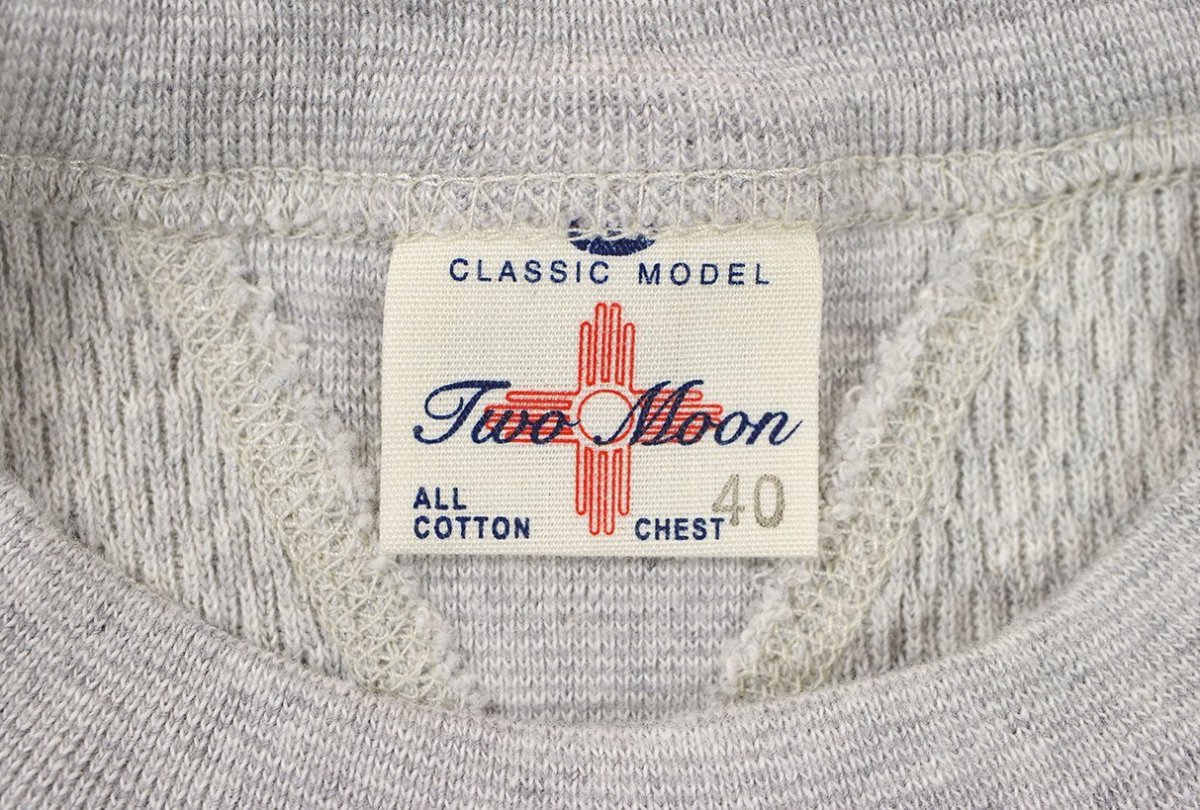 CLASSIC MODEL
Two Moon
ALL
COTTON
CHEST 40